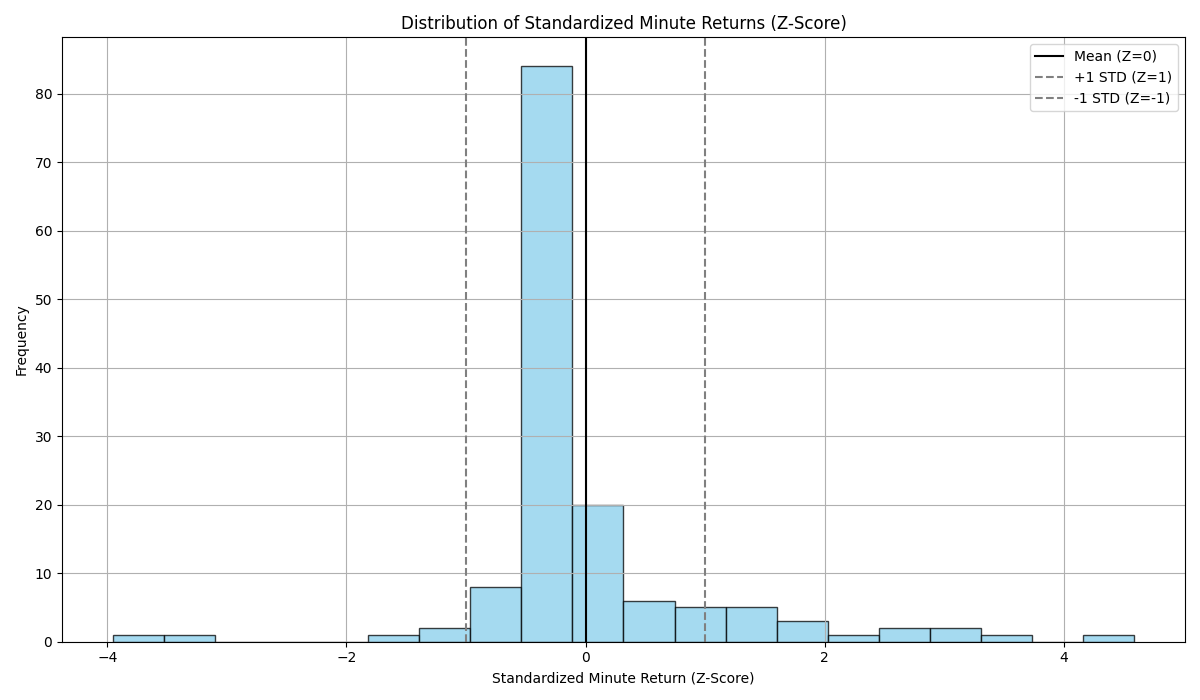 Distribution of Standardized Minute Returns (Z-Score)
Mean (Z=0)
+1 STD (Z=1)
-1 STD (Z=-1)
Frequency
80
70
60
50
40
30
20
10
0
−4
−2
0
2
4
Standardized Minute Return (Z-Score)